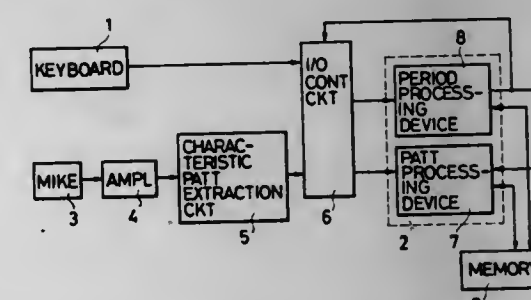 1
KEYBOARD
I/O
CONT
CKT
6
8
PERIOD
PROCESS-
ING
DEVICE
MIKE
3
AMPL
4
CHARAC-
TERISTIC
PATT
EXTRACTION
CKT
5
PATT
PROCESS-
ING
DEVICE
2
7
MEMORY